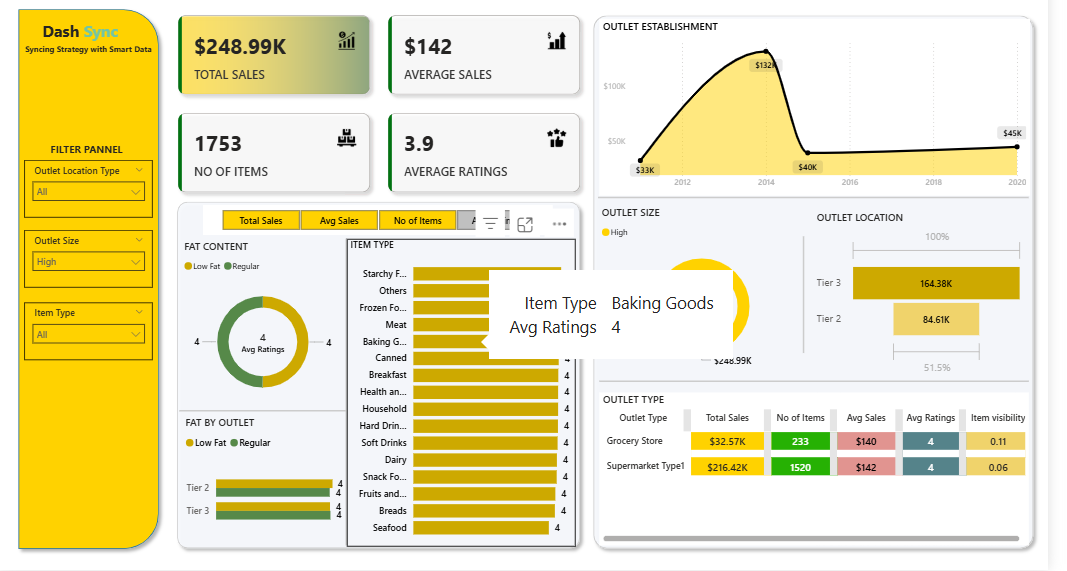 Dash Sync
Syncing Strategy with Smart Data
FILTER PANNEL
Outlet Location Type
All
Outlet Size
High
Item Type
All
$248.99K
TOTAL SALES
$142
AVERAGE SALES
1753
NO OF ITEMS
3.9
AVERAGE RATINGS
Total Sales
Avg Sales
No of Items
FAT CONTENT
Low Fat
Regular
4
4
Avg Ratings
4
FAT BY OUTLET
Low Fat
Regular
Tier 2
4
4
Tier 3
4
4
ITEM TYPE
Starchy F...
Others
Frozen Fo...
Meat
Baking G...
Canned
4
Breakfast
4
Health an...
4
Household
4
Hard Drin...
4
Soft Drinks
4
Dairy
4
Snack Fo...
4
Fruits and...
4
Breads
4
Seafood
4
Item Type Baking Goods
Avg Ratings 4
OUTLET ESTABLISHMENT
$100K
$50K
$33K
$132K
$40K
$45K
2012
2014
2016
2018
2020
OUTLET SIZE
High
$248.99K
OUTLET LOCATION
100%
Tier 3
164.38K
Tier 2
84.61K
51.5%
OUTLET TYPE
Outlet Type Total Sales No of Items Avg Sales Avg Ratings Item visibility
Grocery Store $32.57K 233 $140 4 0.11
Supermarket Type1 $216.42K 1520 $142 4 0.06